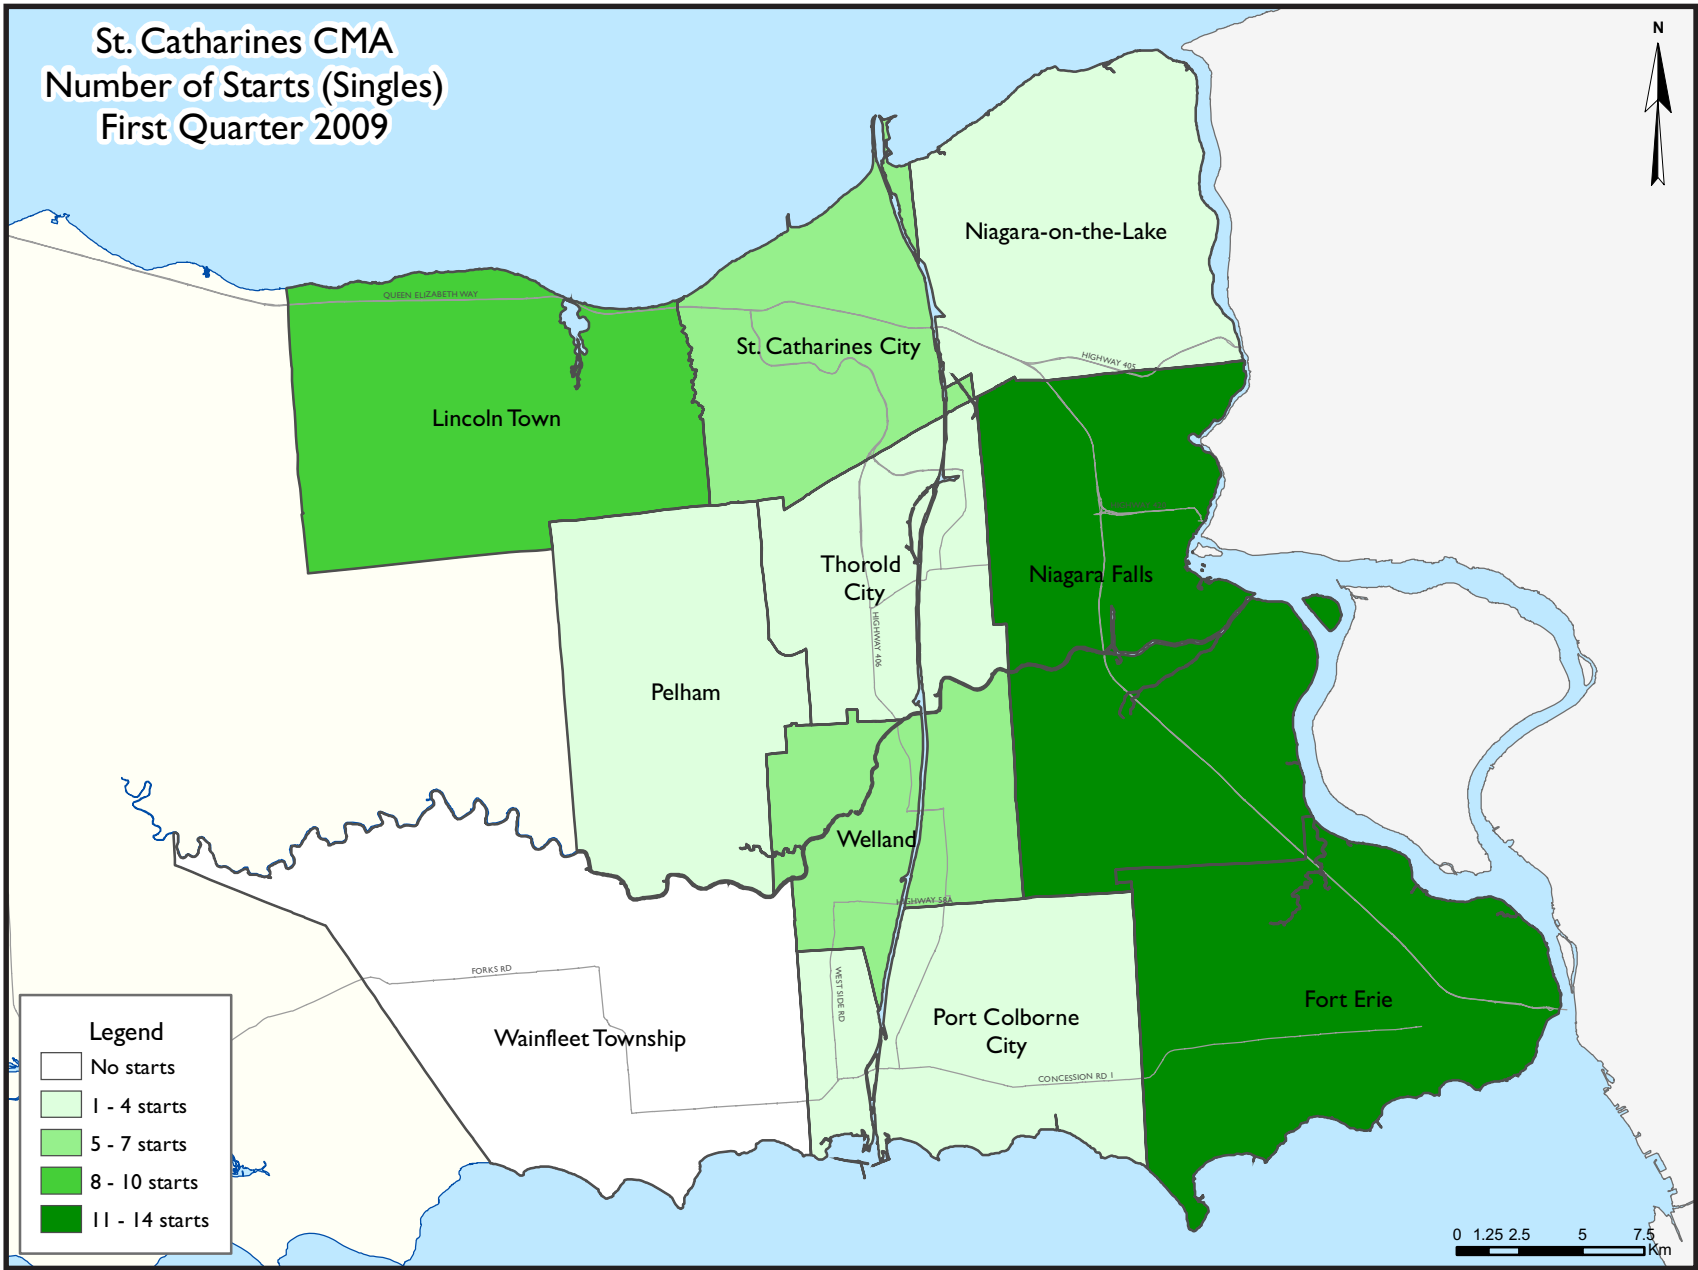 St. Catharines CMA
Number of Starts (Singles)
First Quarter 2009
N
Niagara-on-the-Lake
QUEEN ELIZABETH WAY
St. Catharines City
HIGHWAY 405
Lincoln Town
Thorold
City
Niagara Falls
HIGHWAY 406
Pelham
Welland
HIGHWAY 58A
FORKS RD
WEST SIDE RD
Fort Erie
Port Colborne
City
Wainfleet Township
CONCESSION RD 1
Legend
No starts
1 - 4 starts
5 - 7 starts
8 - 10 starts
11 - 14 starts
0 1.25 2.5 5 7.5
Km